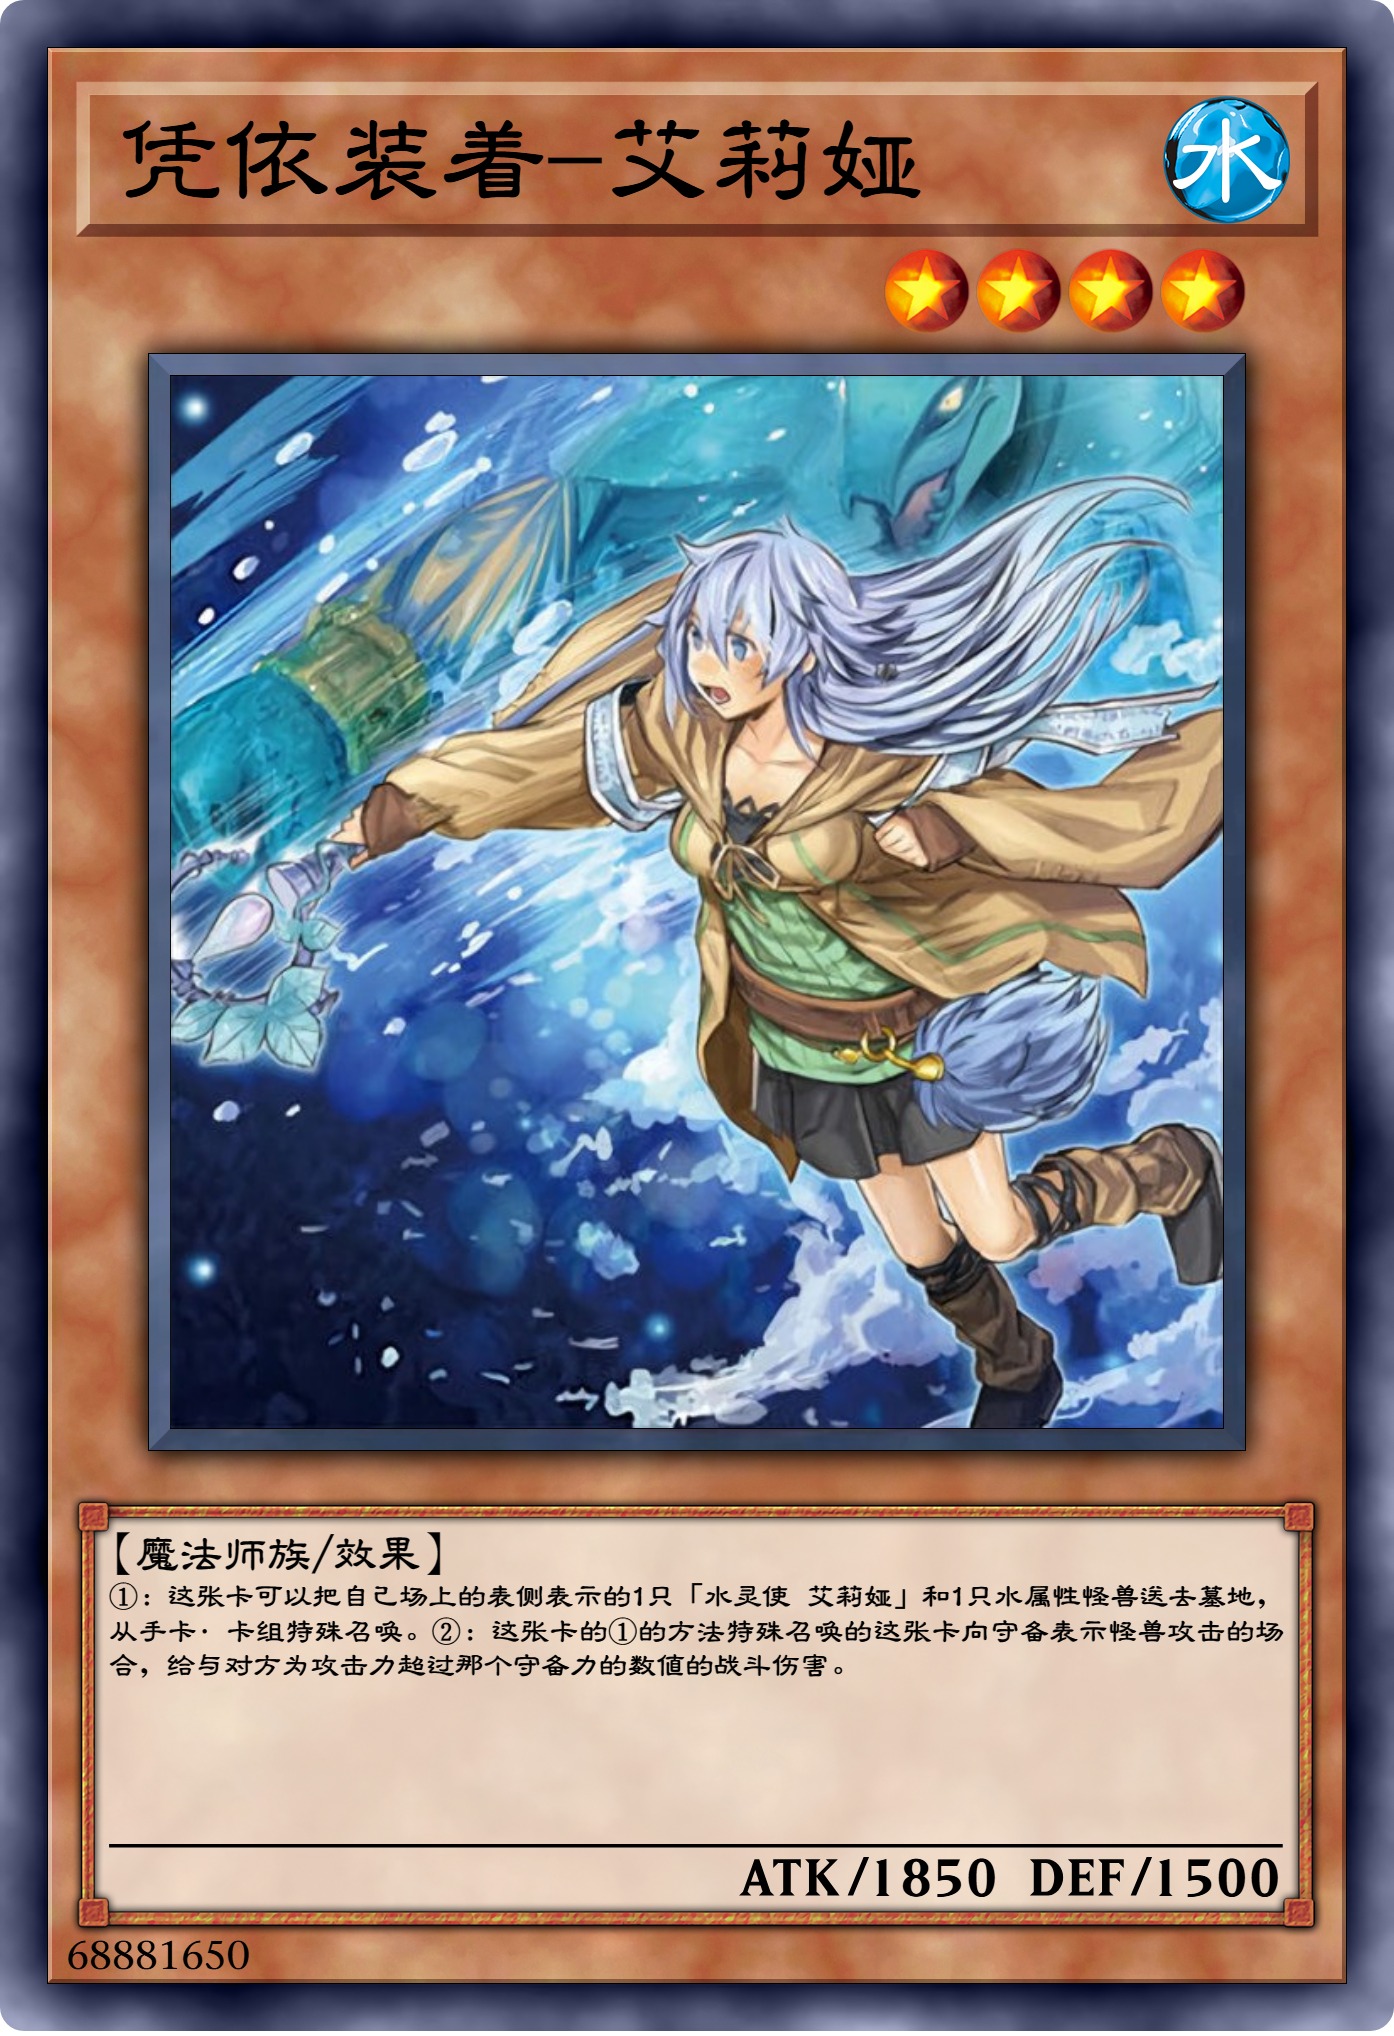 凭依装着-艾莉娅
水
【魔法师族/效果】
①：这张卡可以把自己场上的表侧表示的1只「水灵使 艾莉娅」和1只水属性怪兽送去墓地，
从手卡·卡组特殊召唤。②：这张卡的①的方法特殊召唤的这张卡向守备表示怪兽攻击的场
合，给与对方为攻击力超过那个守备力的数值的战斗伤害。
ATK/1850 DEF/1500
68881650